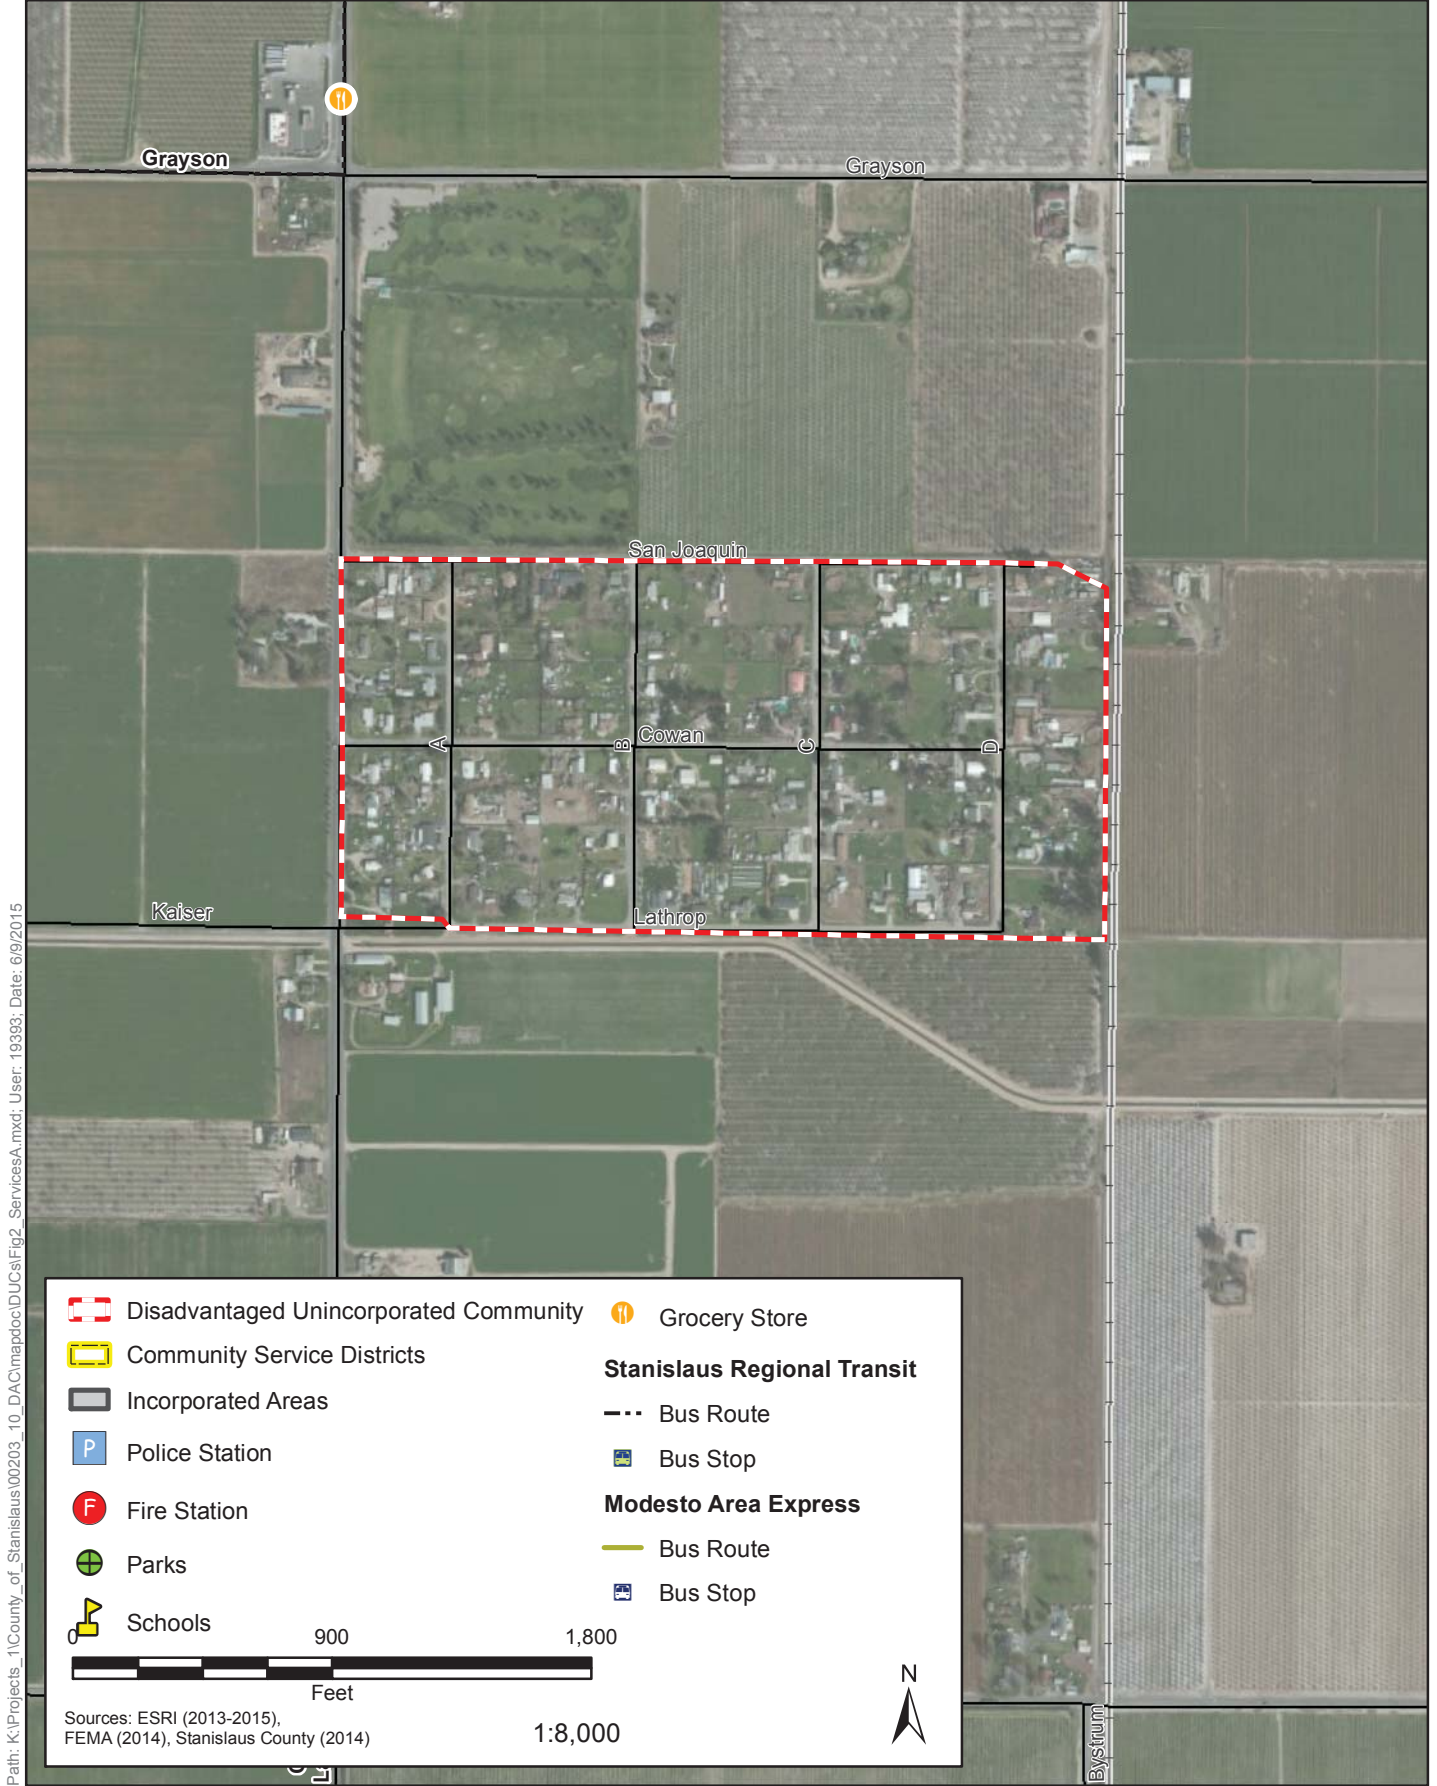 Grayson
Grayson
San Joaquin
A
B
Cowan
C
D
Kaiser
Lathrop
Path: K:\Projects_1\County_of_Stanislaus\00203_10_DAC\mapdoc\DUCs\Fig2_ServicesA.mxd; User: 19393; Date: 6/9/2015
Disadvantaged Unincorporated Community
Community Service Districts
Incorporated Areas
P
Police Station
F
Fire Station
Parks
Schools
Grocery Store
Stanislaus Regional Transit
Bus Route
Bus Stop
Modesto Area Express
Bus Route
Bus Stop
0 900 1,800
Feet
Sources: ESRI (2013-2015),
FEMA (2014), Stanislaus County (2014)
1:8,000
N
Bystrum